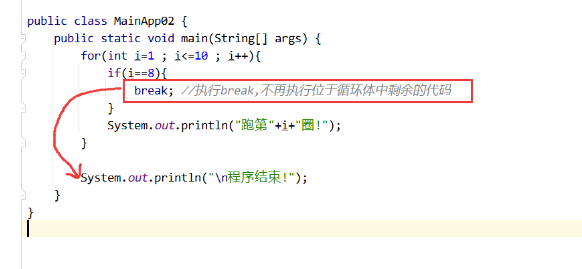 public class MainApp02 {
public static void main(String[] args) {
for(int i=1 ; i<=10 ; i++){
if(i==8){
break; //执行break,不再执行位于循环体中剩余的代码
}
System.out.println("跑第"+i+"圈!");
}
System.out.println("\n程序结束!");
}
}